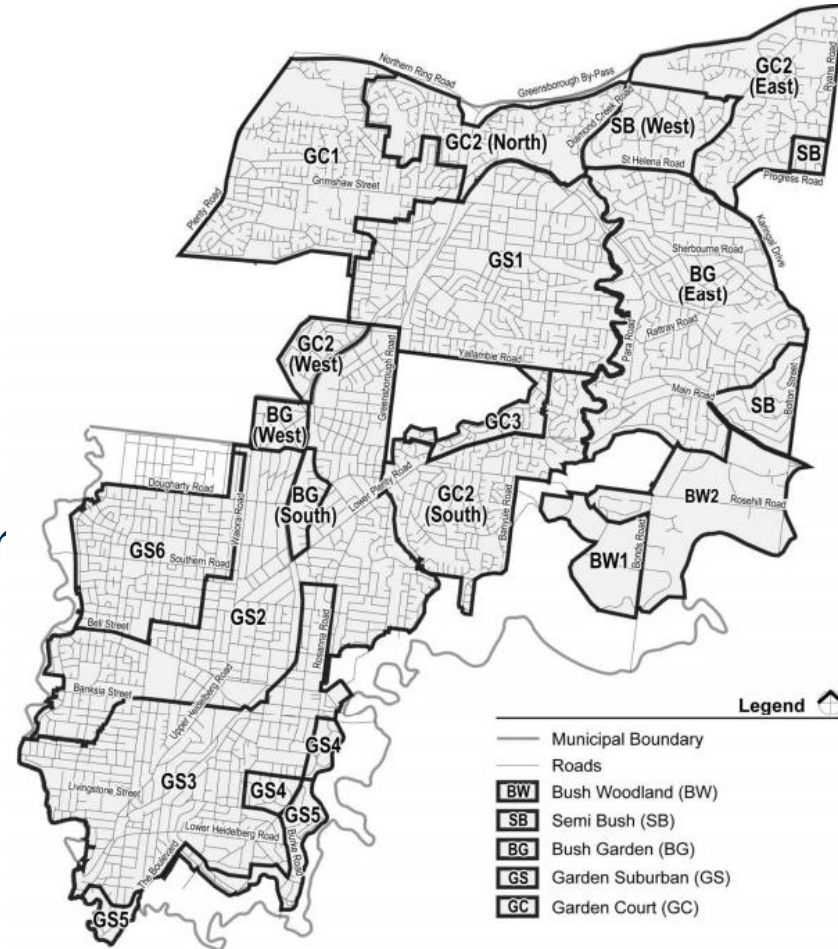 Northern Ring Road
Greensborough By-Pass
GC2
(East)
Ryans Road
Diamond Creek Road
SB (West)
GC2 (North)
GC1
St Helena Road
SB
Progress Road
Grimshaw Street
Plenty Road
Karingal Drive
Sherbourne Road
GS1
BG
(East)
Rattray Road
Para Road
GC2
(West)
Greensborough Road
Yallambie Road
Main Road
SB
Bolton Street
BG
(West)
GC3
Dougharty Road
Waiora Road
BG
(South)
Lower Plenty Road
GC2
(South)
Banyule Road
BW2
Rosehill Road
GS6
Southern Road
BW1
Bonds Road
Bell Street
GS2
Rosanna Road
Banksia Street
Upper Heidelberg Road
Legend
GS4
Municipal Boundary
Roads
GS3
GS4
Livingstone Street
GS5
BW Bush Woodland (BW)
SB Semi Bush (SB)
Lower Heidelberg Road
Burke Road
BG Bush Garden (BG)
The Boulevard
GS Garden Suburban (GS)
GS5
GC Garden Court (GC)